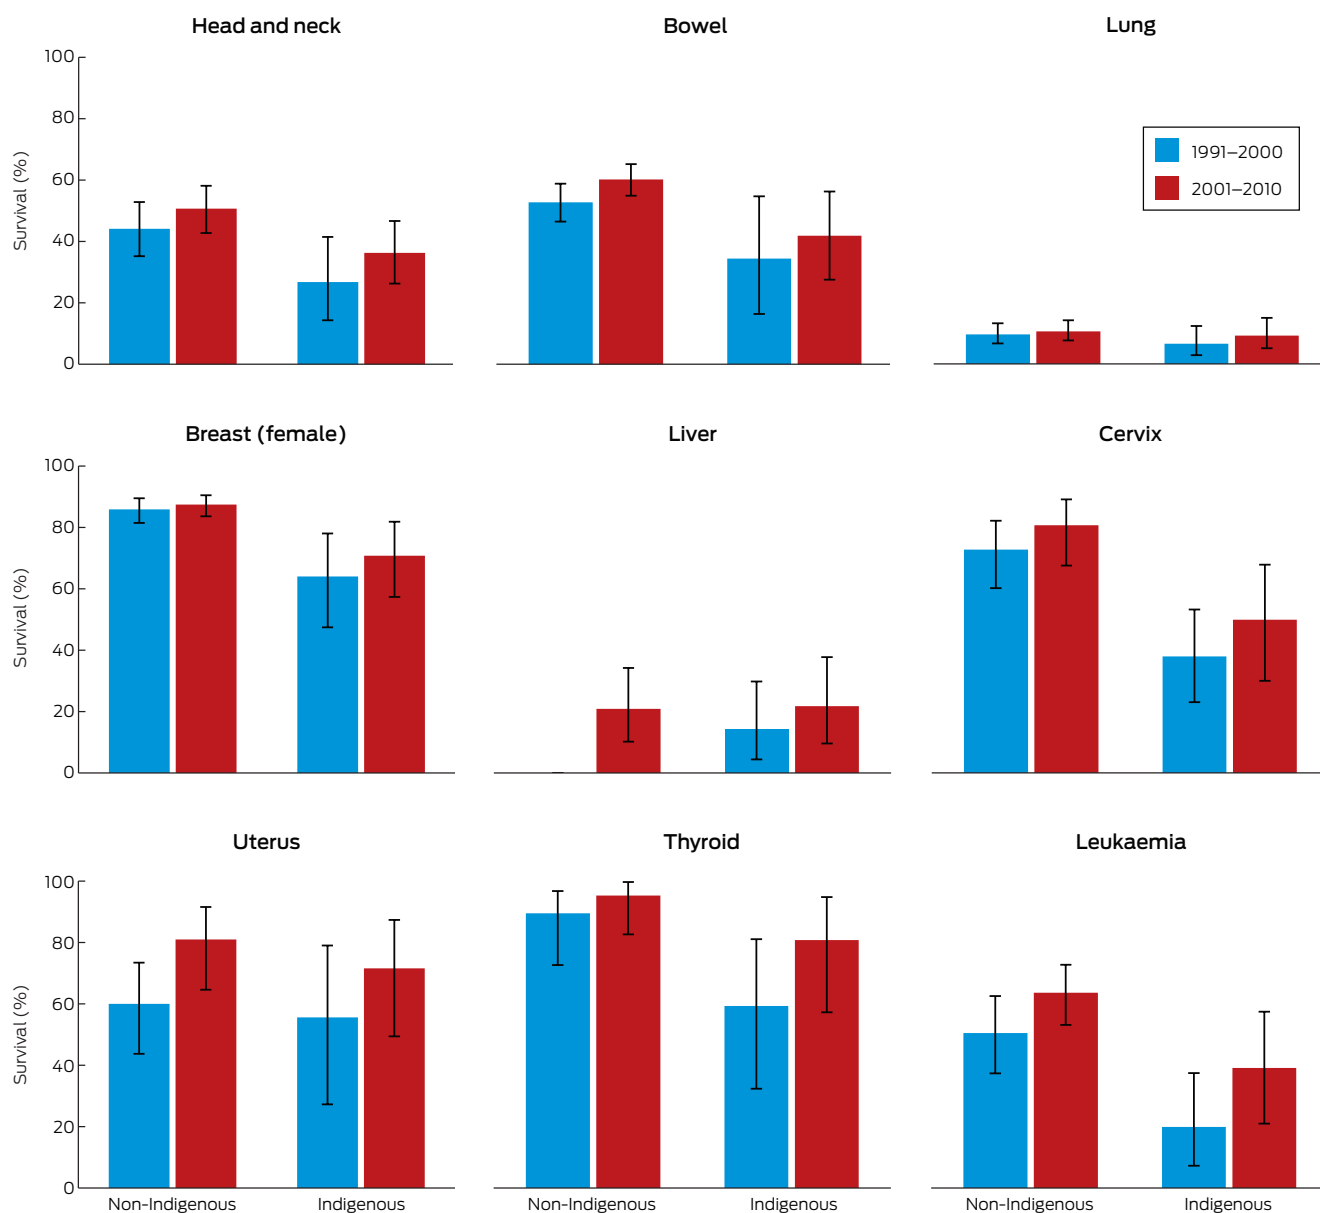 Head and neck
Bowel
Lung
100
80
60
40
20
0
Survival (%)
1991–2000
2001–2010
Breast (female)
Liver
Cervix
100
80
60
40
20
0
Survival (%)
Uterus
Thyroid
Leukaemia
100
80
60
40
20
0
Survival (%)
Non-Indigenous
Indigenous
Non-Indigenous
Indigenous
Non-Indigenous
Indigenous